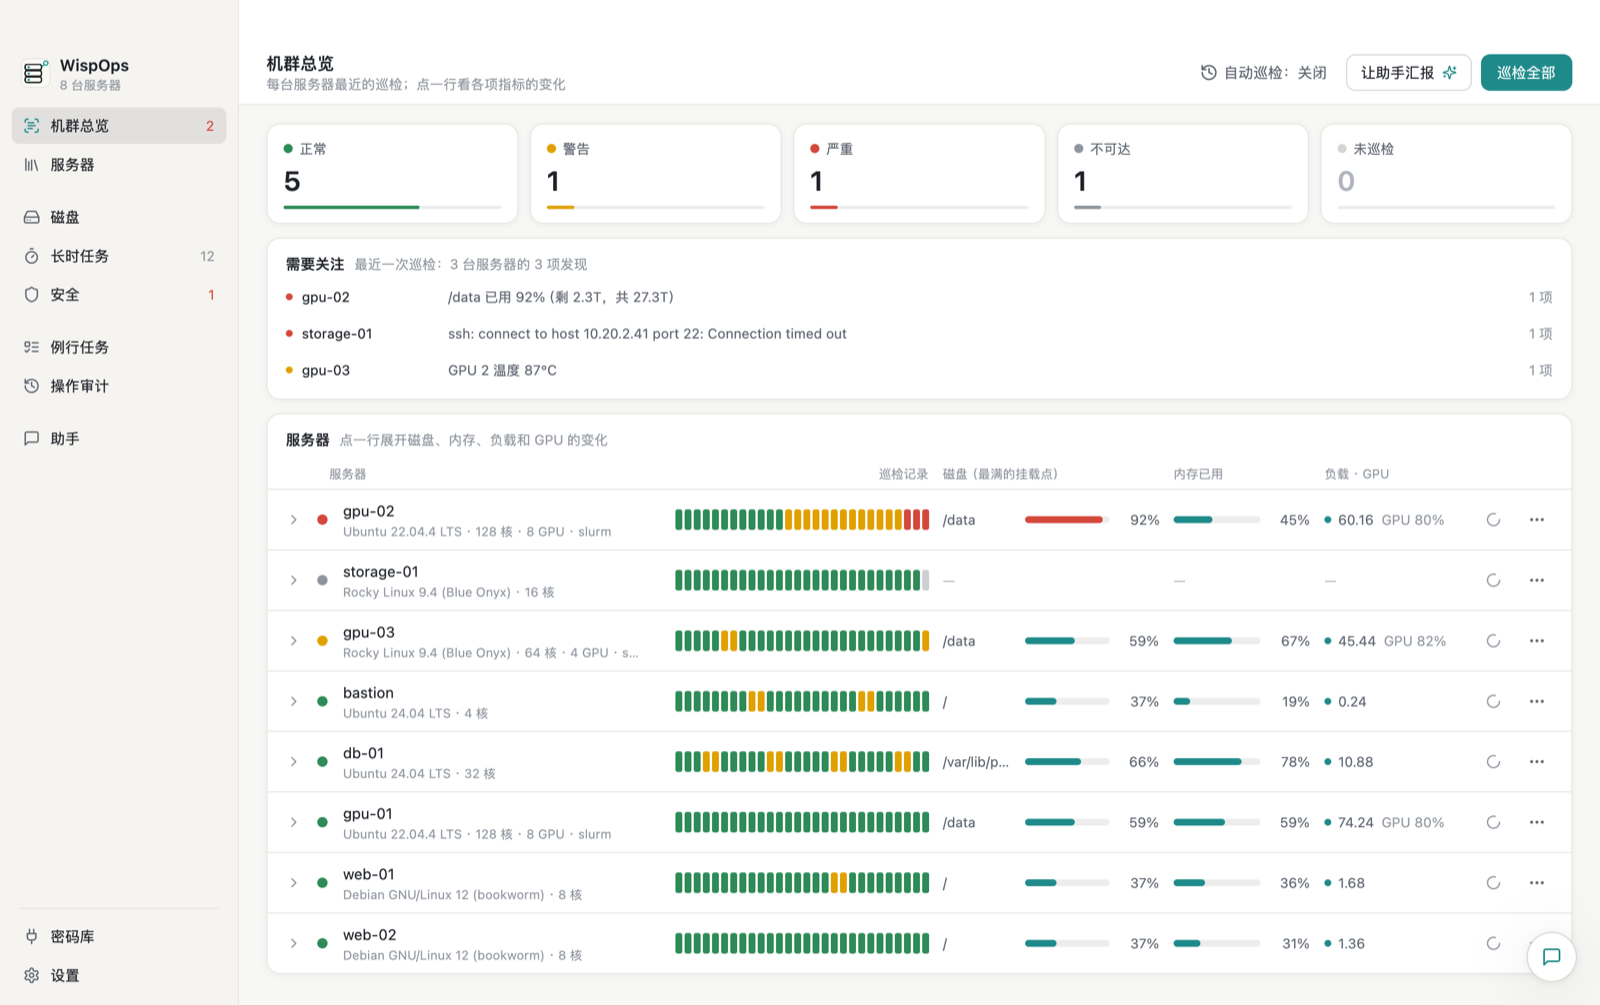 WispOps
8 台服务器
机群总览 2
服务器
磁盘
长时任务 12
安全 1
例行任务
操作审计
助手
密码库
设置
机群总览
每台服务器最近的巡检；点一行看各项指标的变化
自动巡检：关闭
让助手汇报
巡检全部
正常
5
警告
1
严重
1
不可达
1
未巡检
0
需要关注 最近一次巡检：3 台服务器的 3 项发现
gpu-02 /data 已用 92% (剩 2.3T，共 27.3T) 1 项
storage-01 ssh: connect to host 10.20.2.41 port 22: Connection timed out 1 项
gpu-03 GPU 2 温度 87°C 1 项
服务器 点一行展开磁盘、内存、负载和 GPU 的变化
服务器 巡检记录 磁盘（最满的挂载点） 内存已用 负载 · GPU
gpu-02
Ubuntu 22.04.4 LTS · 128 核 · 8 GPU · slurm
/data 92% 45% 60.16 GPU 80%
storage-01
Rocky Linux 9.4 (Blue Onyx) · 16 核
— — —
gpu-03
Rocky Linux 9.4 (Blue Onyx) · 64 核 · 4 GPU · s...
/data 59% 67% 45.44 GPU 82%
bastion
Ubuntu 24.04 LTS · 4 核
/ 37% 19% 0.24
db-01
Ubuntu 24.04 LTS · 32 核
/var/lib/p... 66% 78% 10.88
gpu-01
Ubuntu 22.04.4 LTS · 128 核 · 8 GPU · slurm
/data 59% 59% 74.24 GPU 80%
web-01
Debian GNU/Linux 12 (bookworm) · 8 核
/ 37% 36% 1.68
web-02
Debian GNU/Linux 12 (bookworm) · 8 核
/ 37% 31% 1.36